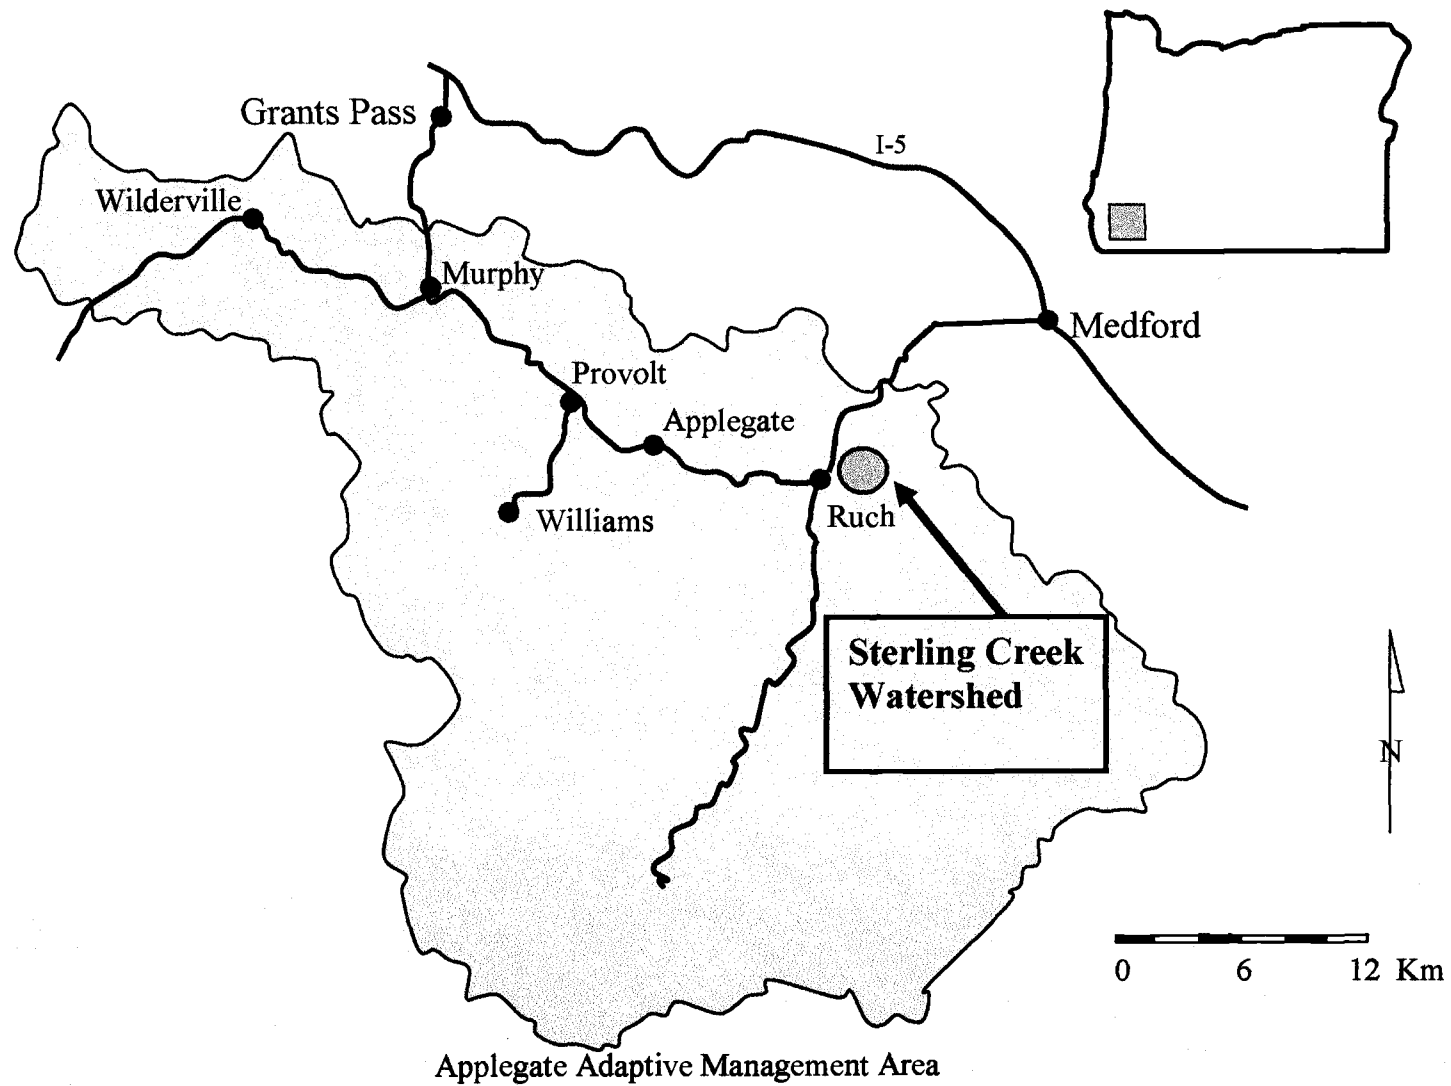 Grants Pass
I-5
Wilderville
Murphy
Medford
Provolt
Applegate
Ruch
Williams
Sterling Creek
Watershed
N
0 6 12 Km
Applegate Adaptive Management Area